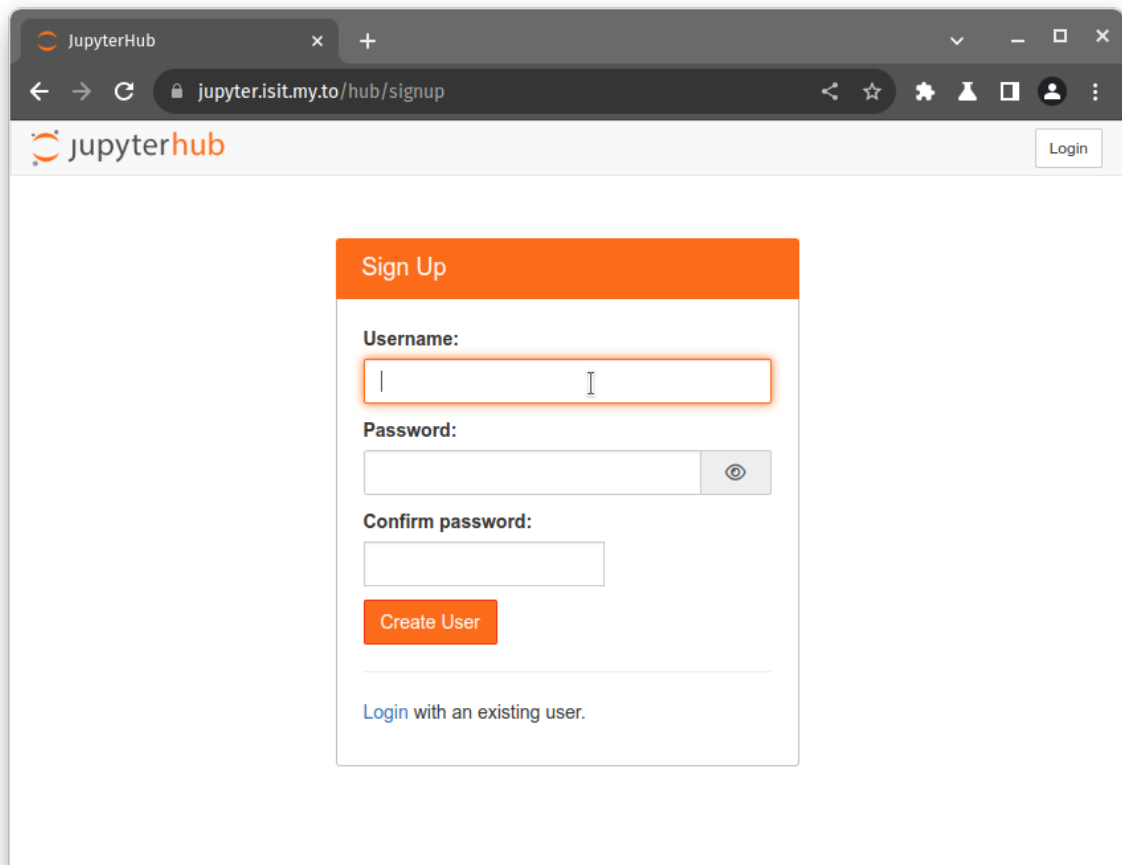 JupyterHub
jupyter.isit.my.to/hub/signup
jupyterhub
Login
Sign Up
Username:
Password:
Confirm password:
Create User
Login with an existing user.